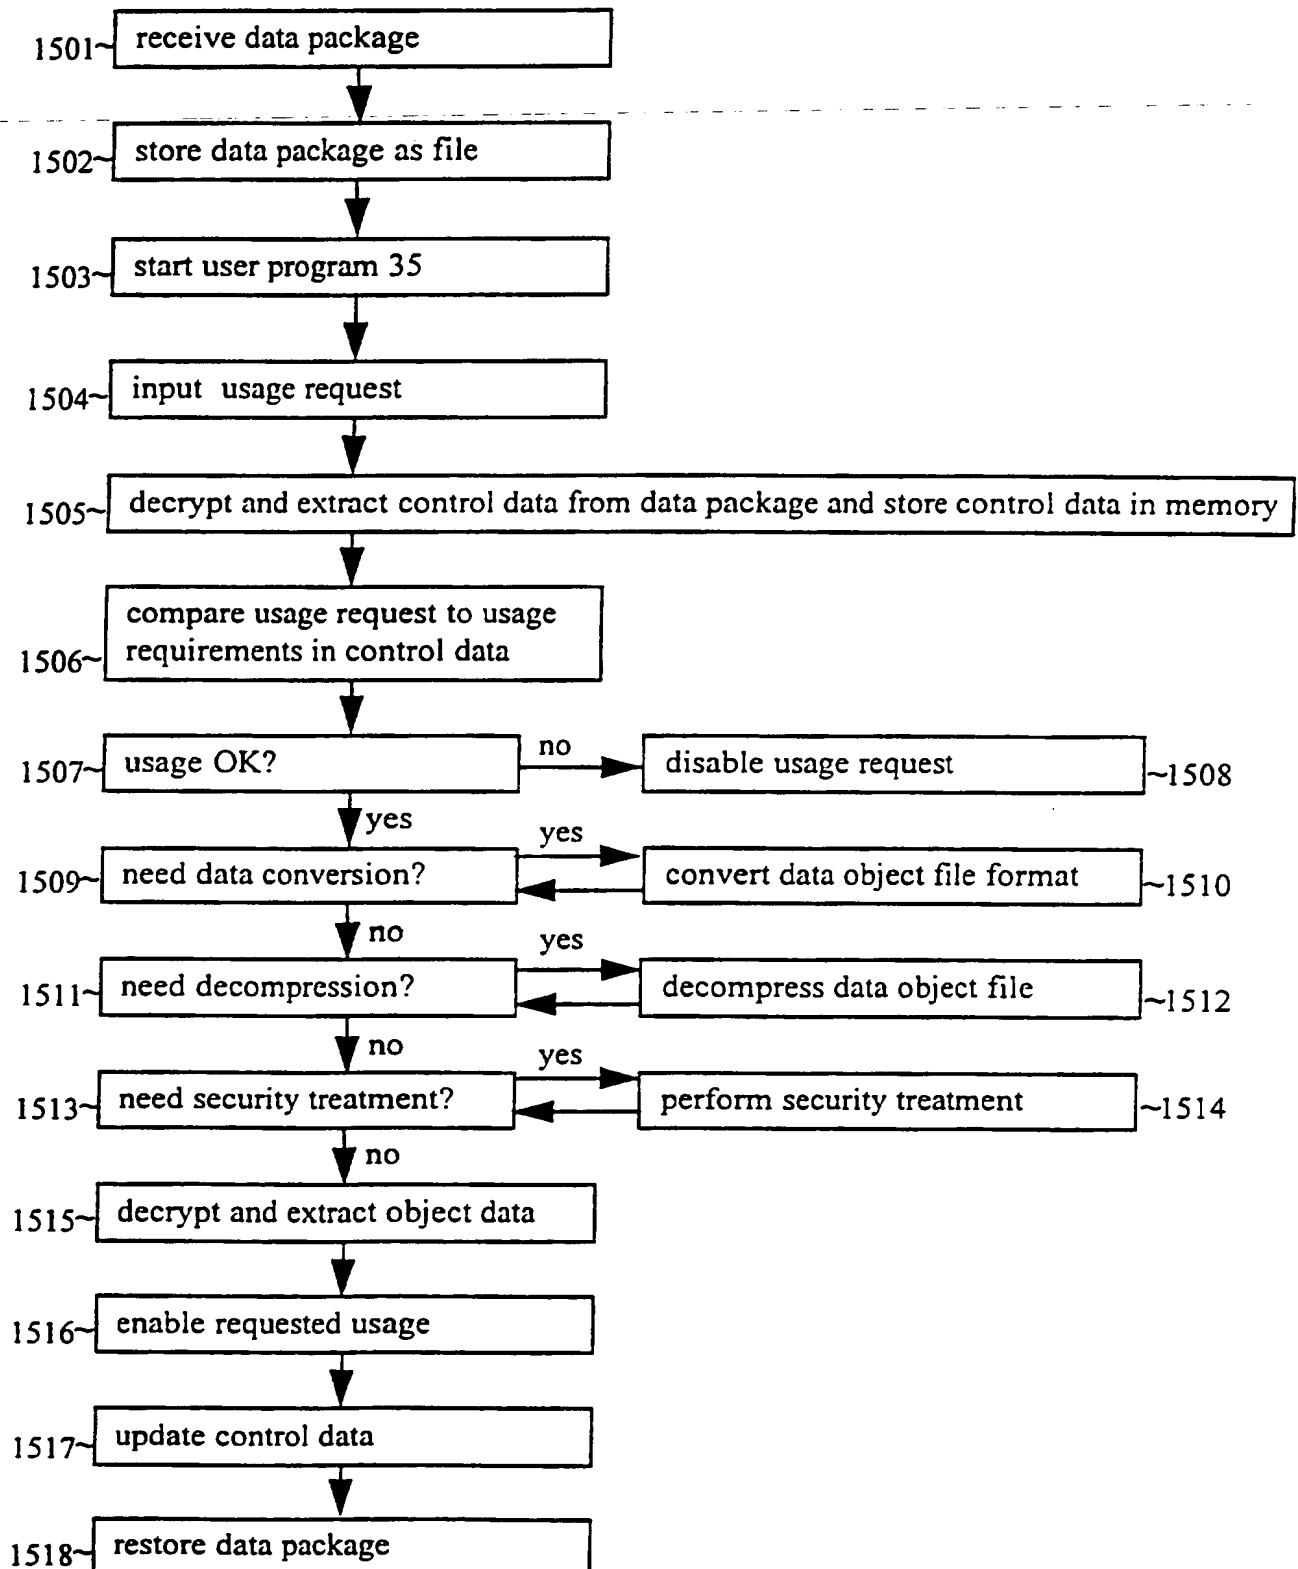 1501~ receive data package
1502~ store data package as file
1503~ start user program 35
1504~ input usage request
1505~ decrypt and extract control data from data package and store control data in memory
compare usage request to usage
1506~ requirements in control data
1507~ usage OK? no disable usage request ~1508
yes
yes
1509~ need data conversion? convert data object file format ~1510
no
yes
1511~ need decompression? decompress data object file ~1512
no
yes
1513~ need security treatment? perform security treatment ~1514
no
1515~ decrypt and extract object data
1516~ enable requested usage
1517~ update control data
1518~ restore data package